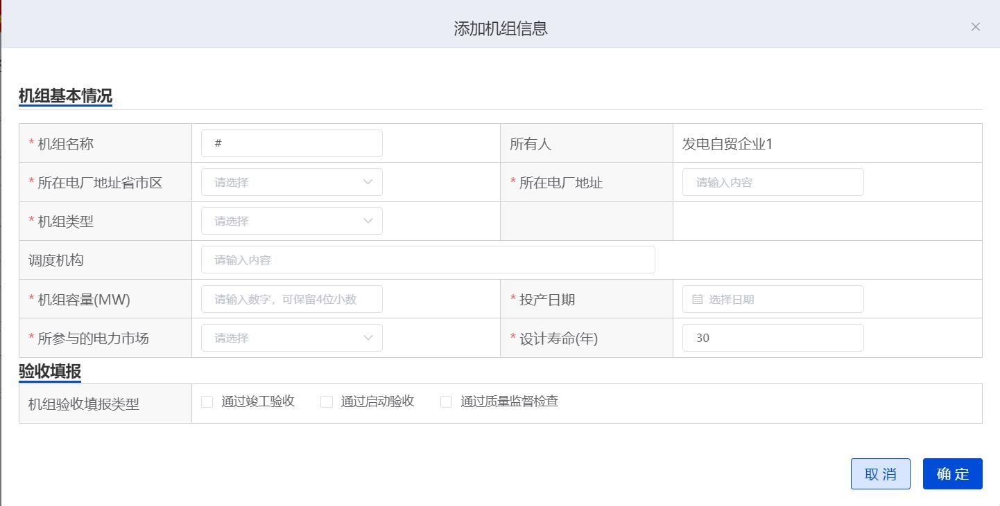 添加机组信息
机组基本情况
* 机组名称 # 所有人 发电自贸企业1
* 所在电厂地址省市区 请选择 * 所在电厂地址 请输入内容
* 机组类型 请选择
调度机构 请输入内容
* 机组容量(MW) 请输入数字，可保留4位小数 * 投产日期 选择日期
* 所参与的电力市场 请选择 * 设计寿命(年) 30
验收填报
机组验收填报类型 通过竣工验收 通过启动验收 通过质量监督检查
取消 确定